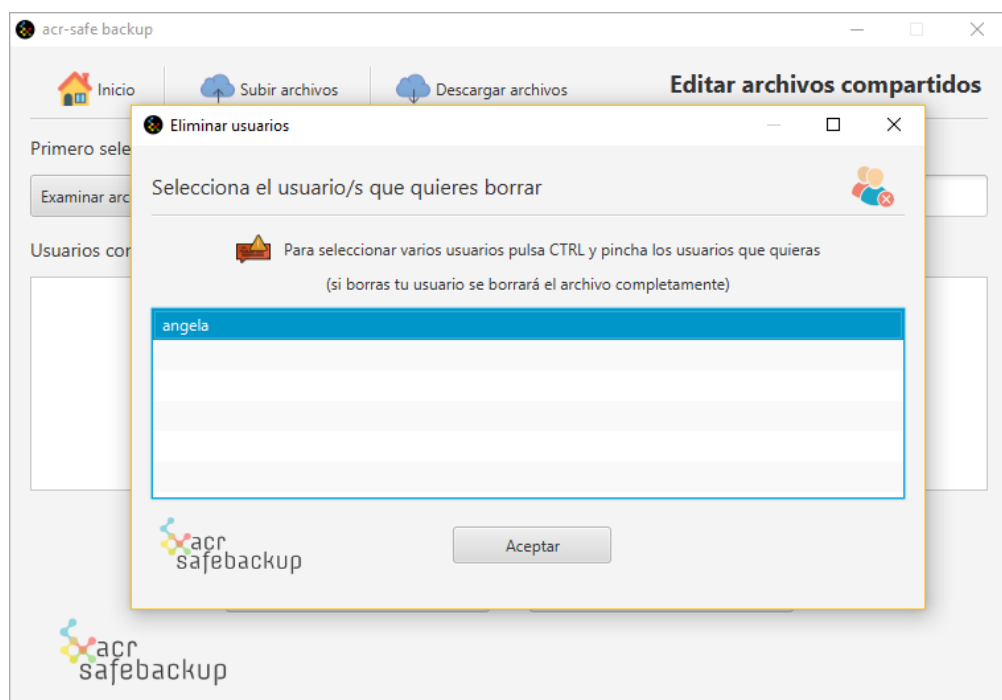 acr-safe backup
Inicio
Subir archivos
Descargar archivos
Editar archivos compartidos
Eliminar usuarios
Primero sele
Selecciona el usuario/s que quieres borrar
Examinar arc
Usuarios con
Para seleccionar varios usuarios pulsa CTRL y pincha los usuarios que quieras
(si borras tu usuario se borrará el archivo completamente)
angela
acr
safebackup
Aceptar
acr
safebackup